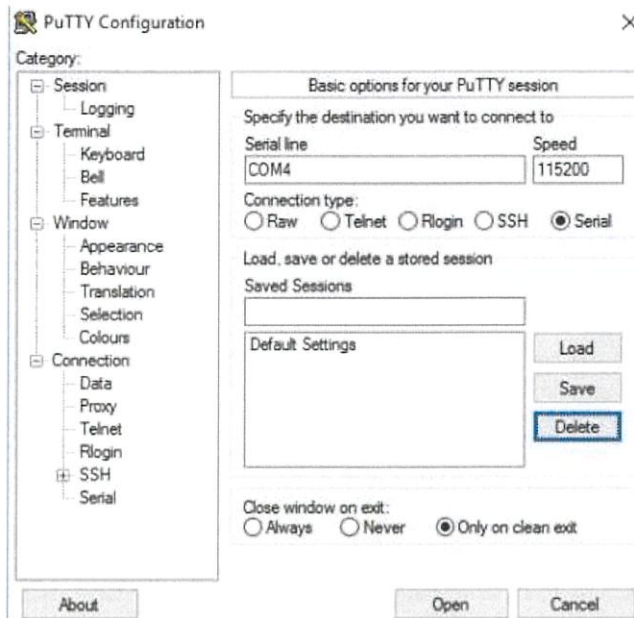 PuTTY Configuration
Category:
Session
Logging
Terminal
Keyboard
Bell
Features
Window
Appearance
Behaviour
Translation
Selection
Colours
Connection
Data
Proxy
Telnet
Rlogin
SSH
Serial
Basic options for your PuTTY session
Specify the destination you want to connect to
Serial line Speed
COM4 115200
Connection type:
Raw Telnet Rlogin SSH Serial
Load, save or delete a stored session
Saved Sessions
Default Settings
Load
Save
Delete
Close window on exit:
Always Never Only on clean exit
About Open Cancel